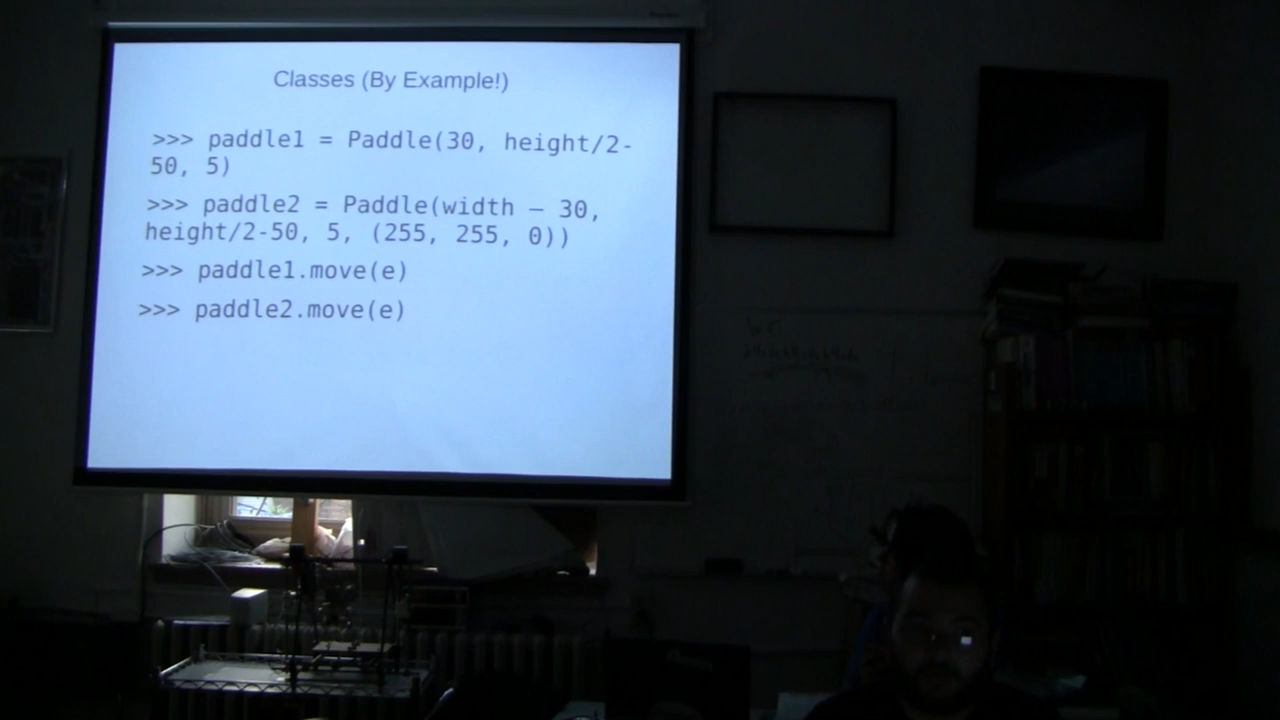 Classes (By Example!)
>>> paddle1 = Paddle(30, height/2-
50, 5)
>>> paddle2 = Paddle(width – 30,
height/2-50, 5, (255, 255, 0))
>>> paddle1.move(e)
>>> paddle2.move(e)